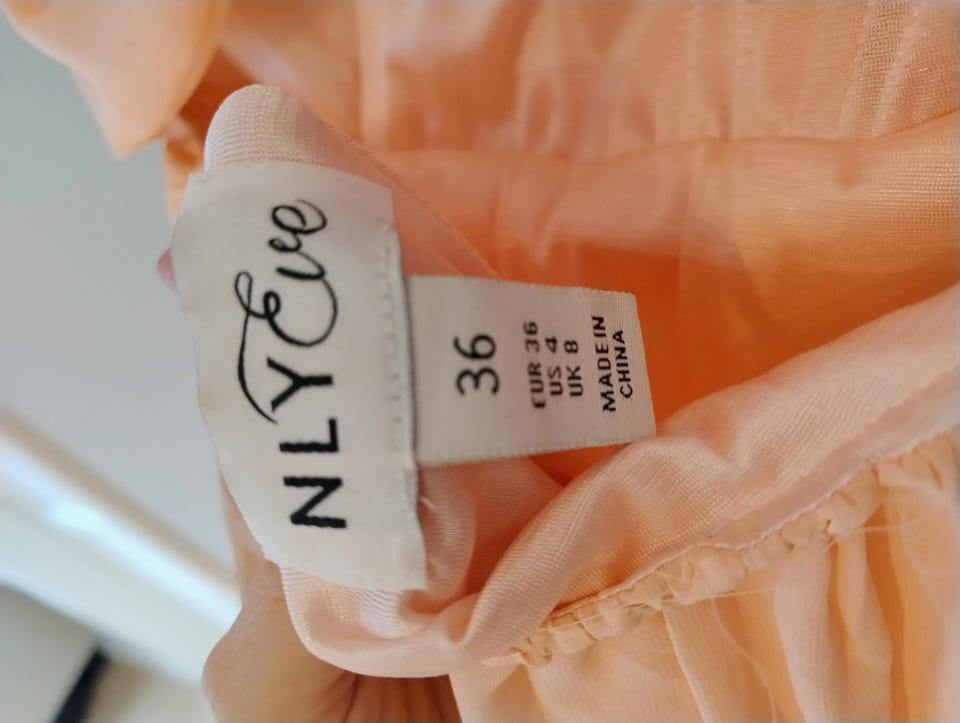 NLY Eve
36
EUR 36
US 4
UK 8
MADE IN
CHINA